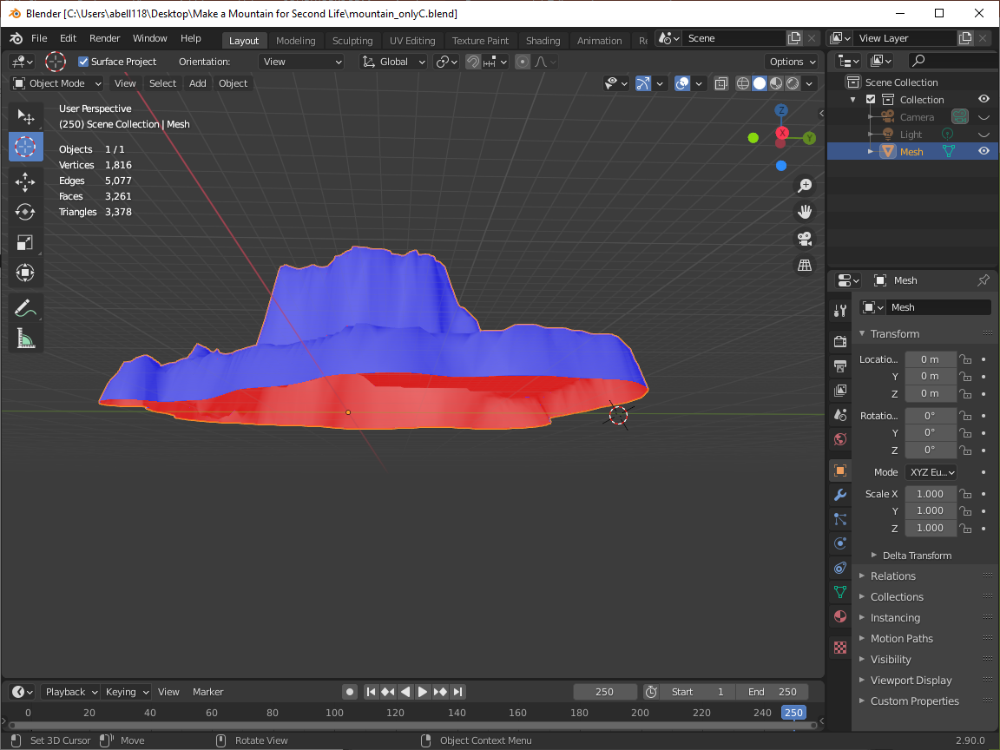 Blender [C:\Users\abell118\Desktop\Make a Mountain for Second Life\mountain_onlyC.blend]
File Edit Render Window Help Layout Modeling Sculpting UV Editing Texture Paint Shading Animation Re Scene View Layer
Surface Project Orientation: View Global Options
Object Mode View Select Add Object
User Perspective
(250) Scene Collection | Mesh
Objects 1 / 1
Vertices 1,816
Edges 5,077
Faces 3,261
Triangles 3,378
Z
X
Y
Scene Collection
Collection
Camera
Light
Mesh
Mesh
Mesh
Transform
Locatio... 0 m
Y 0 m
Z 0 m
Rotatio... 0°
Y 0°
Z 0°
Mode XYZ Eu...
Scale X 1.000
Y 1.000
Z 1.000
Delta Transform
Relations
Collections
Instancing
Motion Paths
Visibility
Viewport Display
Custom Properties
Playback Keying View Marker 250 Start 1 End 250
0 20 40 60 80 100 120 140 160 180 200 220 240 250
Set 3D Cursor Move Rotate View Object Context Menu 2.90.0